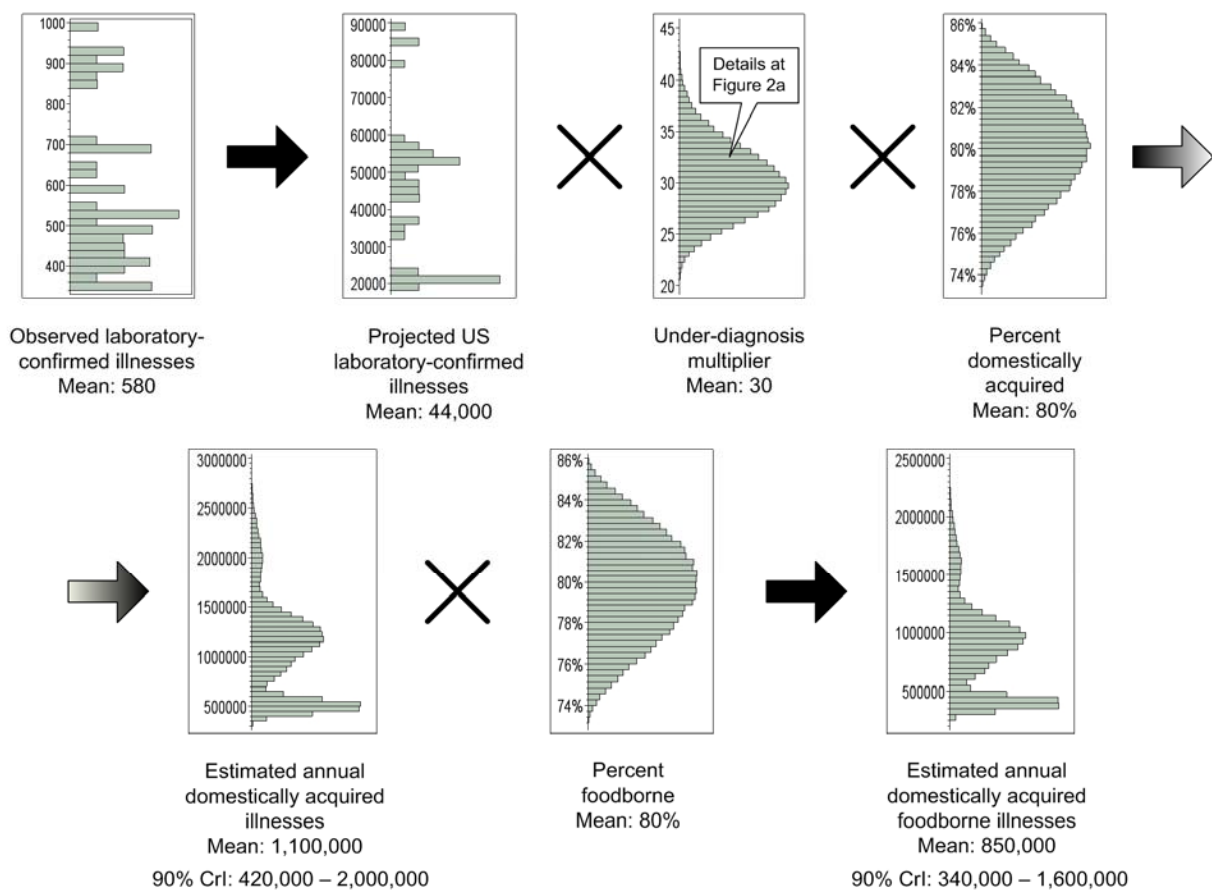 1000
900
800
700
600
500
400
90000
80000
70000
60000
50000
40000
30000
20000
45
40
35
30
25
20
Details at
Figure 2a
86%
84%
82%
80%
78%
76%
74%
Observed laboratory-
confirmed illnesses
Mean: 580
Projected US
laboratory-confirmed
illnesses
Mean: 44,000
Under-diagnosis
multiplier
Mean: 30
Percent
domestically
acquired
Mean: 80%
3000000
2500000
2000000
1500000
1000000
500000
86%
84%
82%
80%
78%
76%
74%
2500000
2000000
1500000
1000000
500000
Estimated annual
domestically acquired
illnesses
Mean: 1,100,000
90% CrI: 420,000 – 2,000,000
Percent
foodborne
Mean: 80%
Estimated annual
domestically acquired
foodborne illnesses
Mean: 850,000
90% CrI: 340,000 – 1,600,000